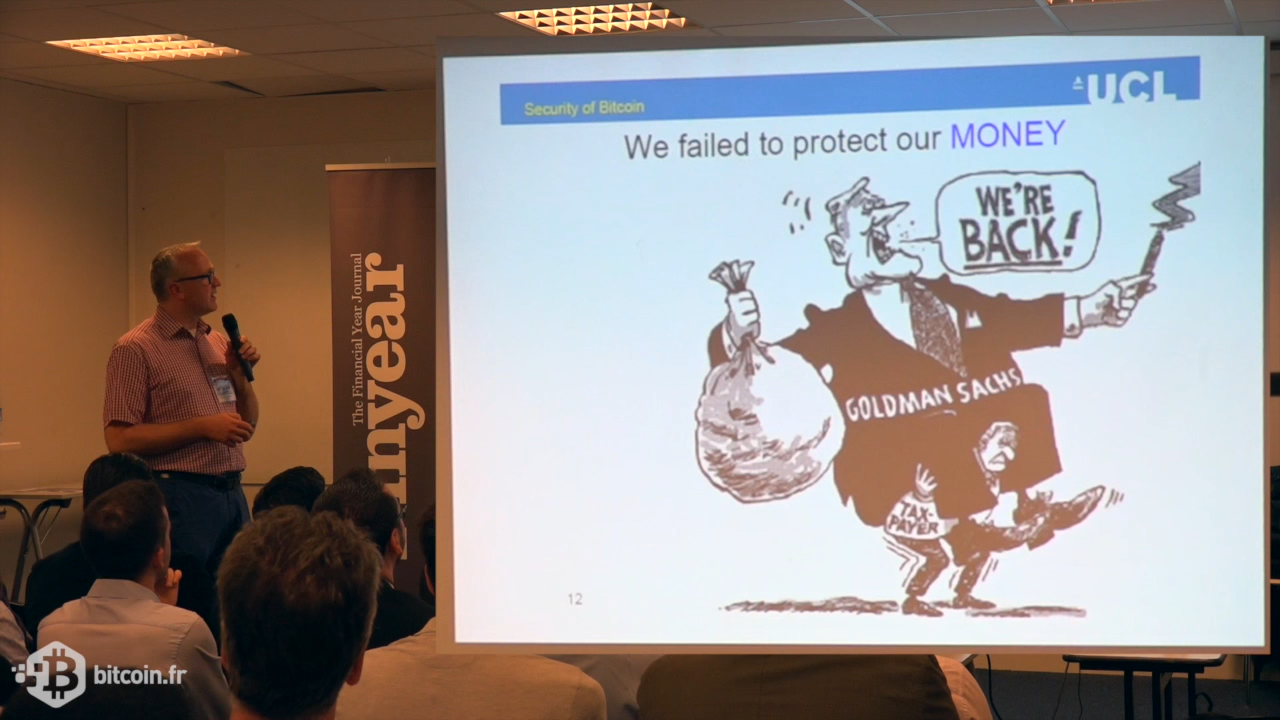 Security of Bitcoin
UCL
We failed to protect our MONEY
WE'RE
BACK!
GOLDMAN SACHS
TAX-
PAYER
12
The Financial Year Journal
inyear
bitcoin.fr